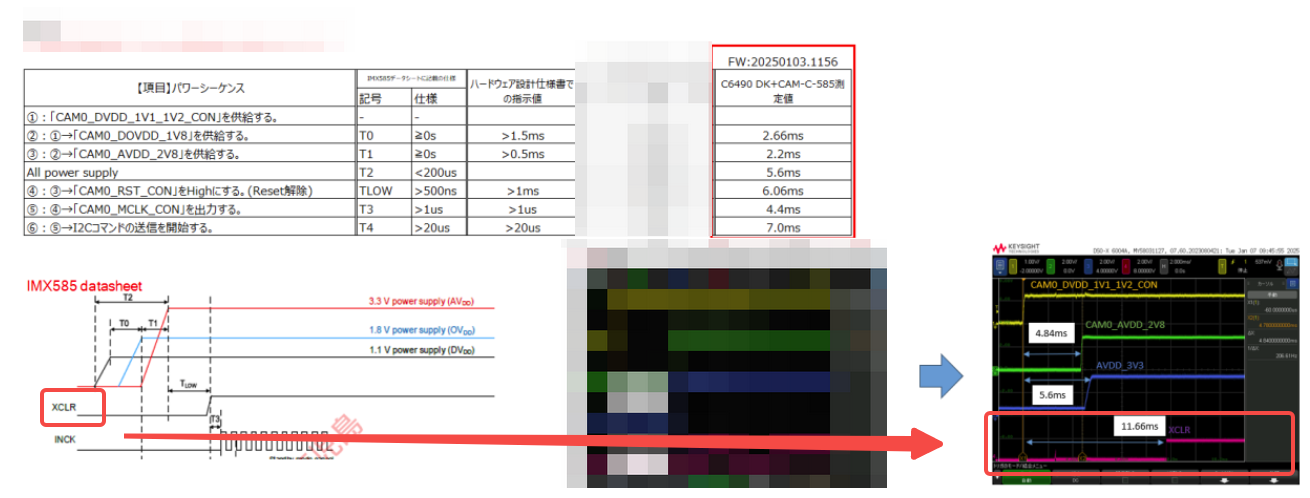 FW:20250103.1156
【項目】パワーシーケンス
IMX585データシートに記載の仕様
ハードウェア設計仕様書での指示値
C6490 DK+CAM-C-585測定値
記号 仕様
①：「CAM0_DVDD_1V1_1V2_CON」を供給する。 - -
②：①→「CAM0_DOVDD_1V8」を供給する。 T0 ≧0s >1.5ms 2.66ms
③：②→「CAM0_AVDD_2V8」を供給する。 T1 ≧0s >0.5ms 2.2ms
All power supply T2 <200us 5.6ms
④：③→「CAM0_RST_CON」をHighにする。(Reset解除) TLOW >500ns >1ms 6.06ms
⑤：④→「CAM0_MCLK_CON」を出力する。 T3 >1us >1us 4.4ms
⑥：⑤→I2Cコマンドの送信を開始する。 T4 >20us >20us 7.0ms
IMX585 datasheet
T2
T0 T1
3.3 V power supply (AVDD)
1.8 V power supply (OVDD)
1.1 V power supply (DVDD)
TLOW
XCLR
T3
INCK
KEYSIGHT
TECHNOLOGIES
CAM0_DVDD_1V1_1V2_CON
4.84ms
CAM0_AVDD_2V8
AVDD_3V3
5.6ms
11.66ms
XCLR